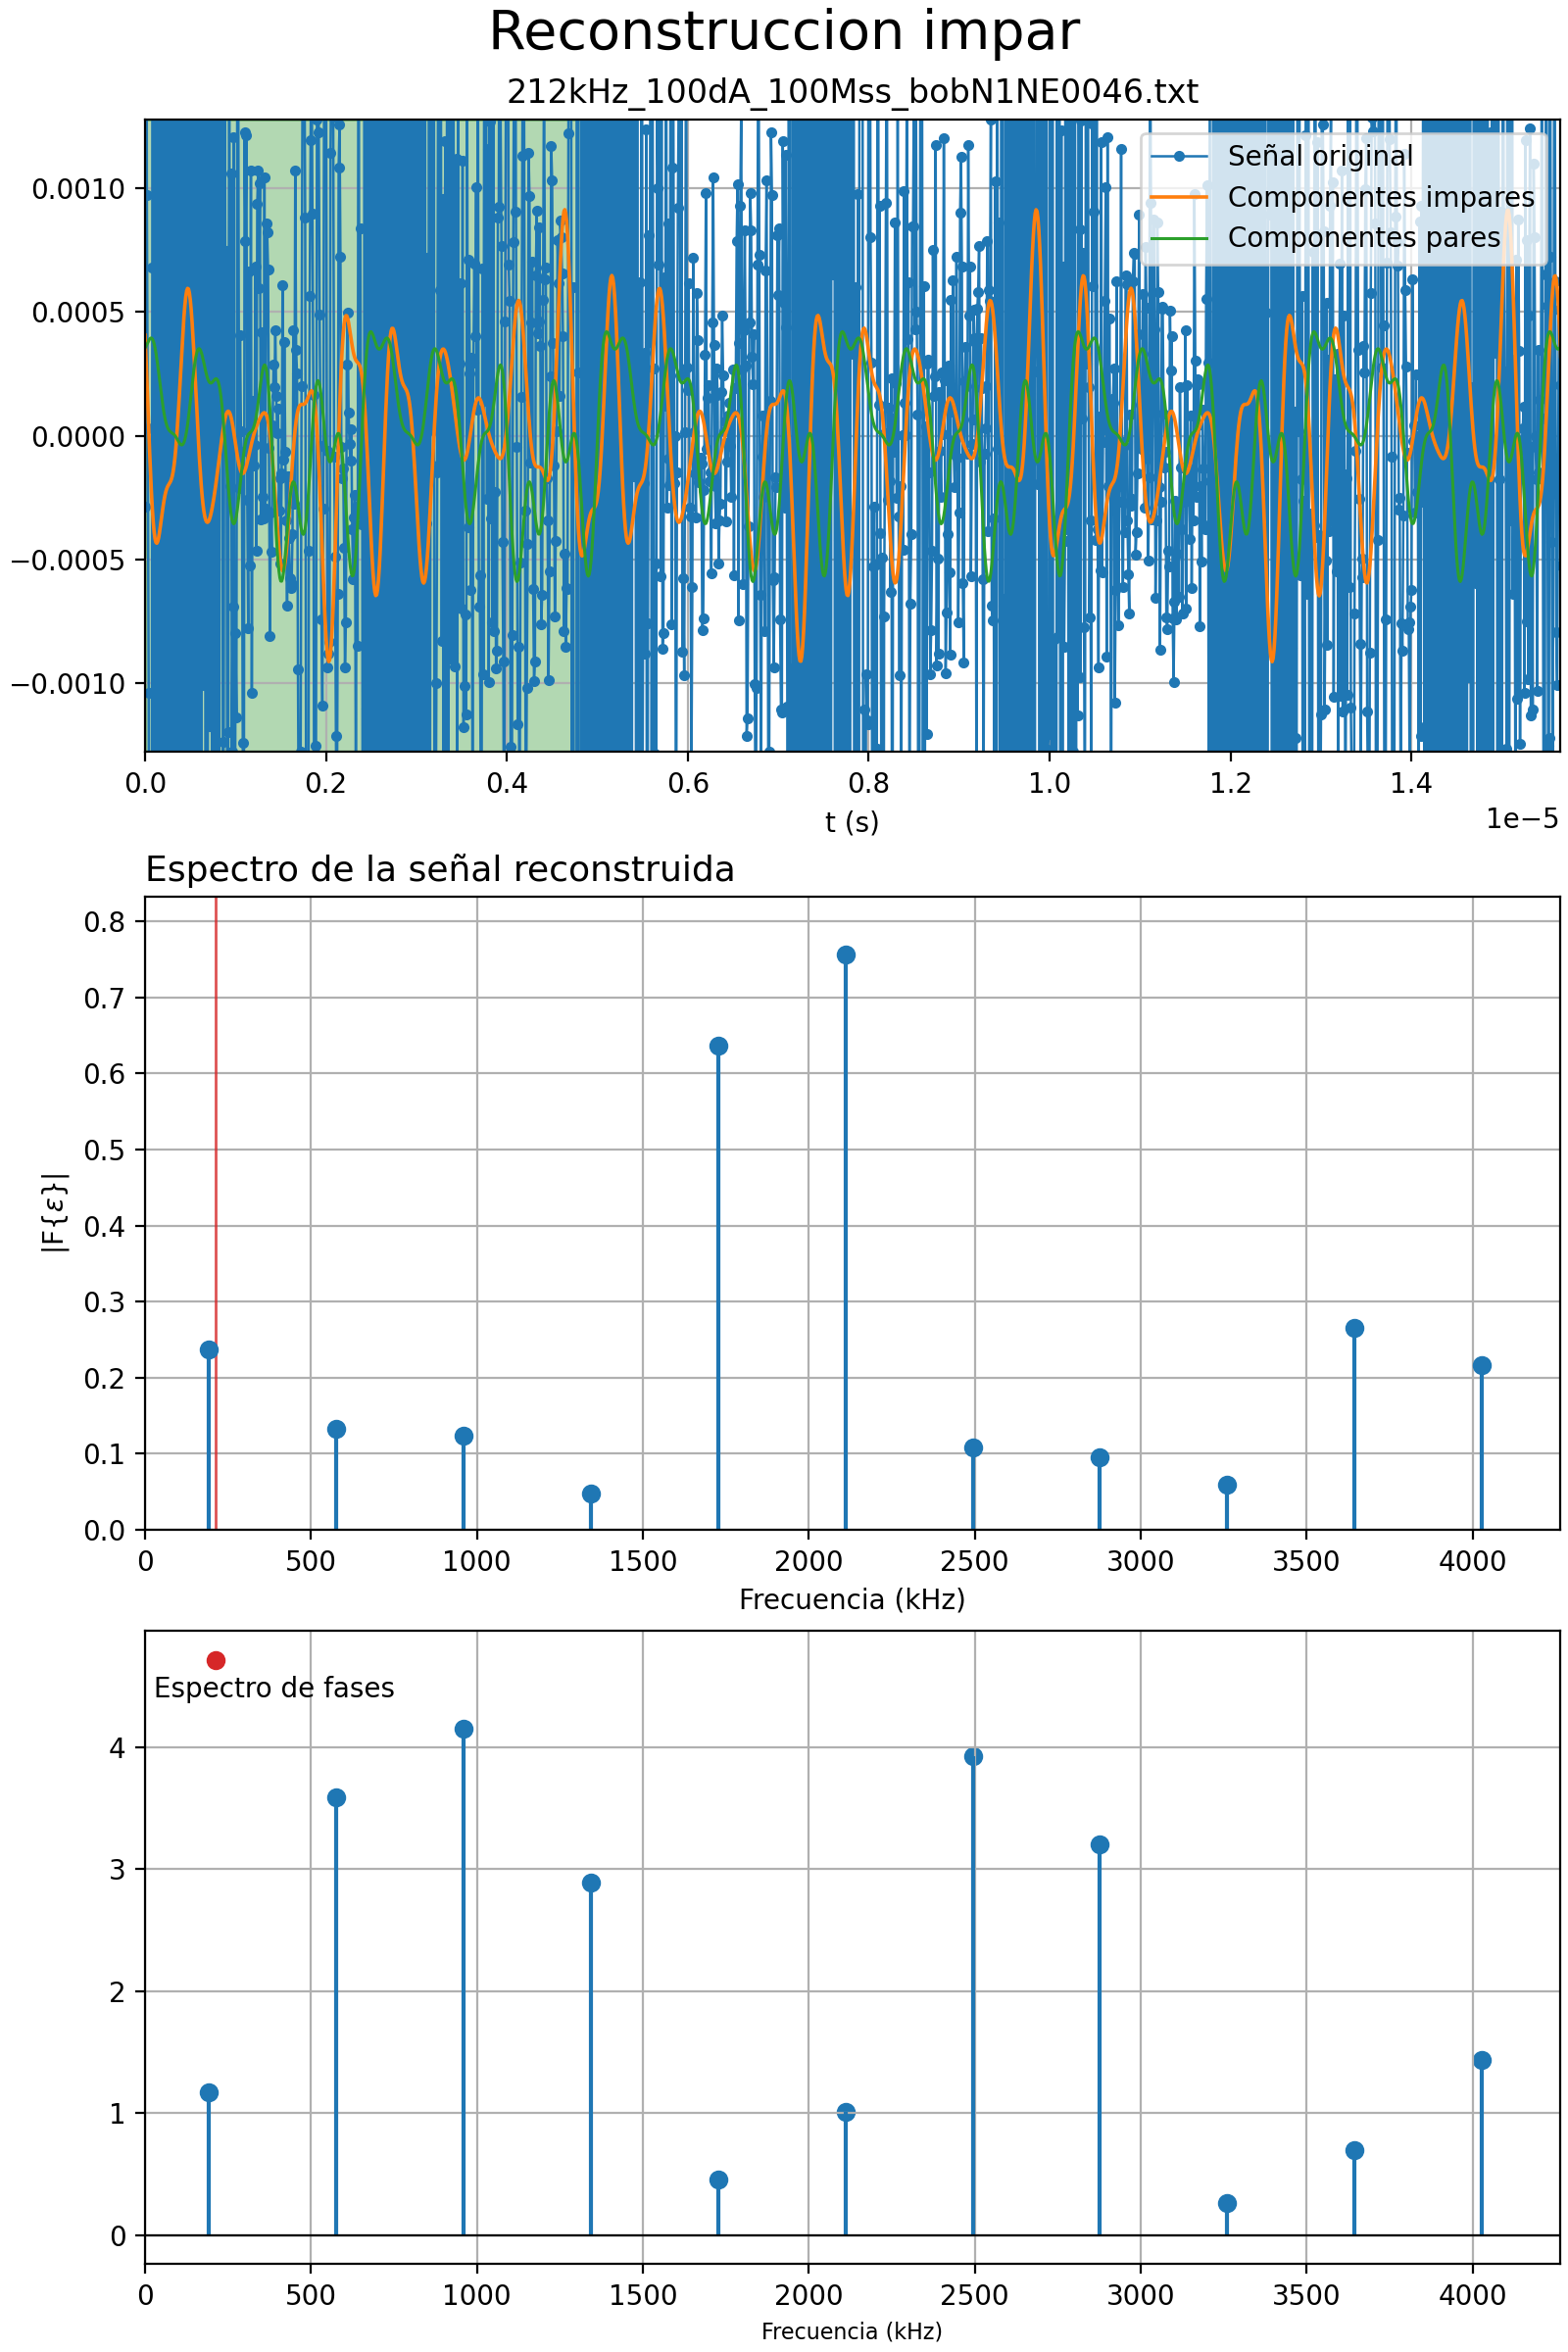 Reconstruccion impar
212kHz_100dA_100Mss_bobN1NE0046.txt
0.0010
0.0005
0.0000
−0.0005
−0.0010
Señal original
Componentes impares
Componentes pares
0.0 0.2 0.4 0.6 0.8 1.0 1.2 1.4
1e−5
t (s)
Espectro de la señal reconstruida
0.8
0.7
0.6
0.5
0.4
0.3
0.2
0.1
0.0
|F{ε}|
0 500 1000 1500 2000 2500 3000 3500 4000
Frecuencia (kHz)
Espectro de fases
4
3
2
1
0
0 500 1000 1500 2000 2500 3000 3500 4000
Frecuencia (kHz)